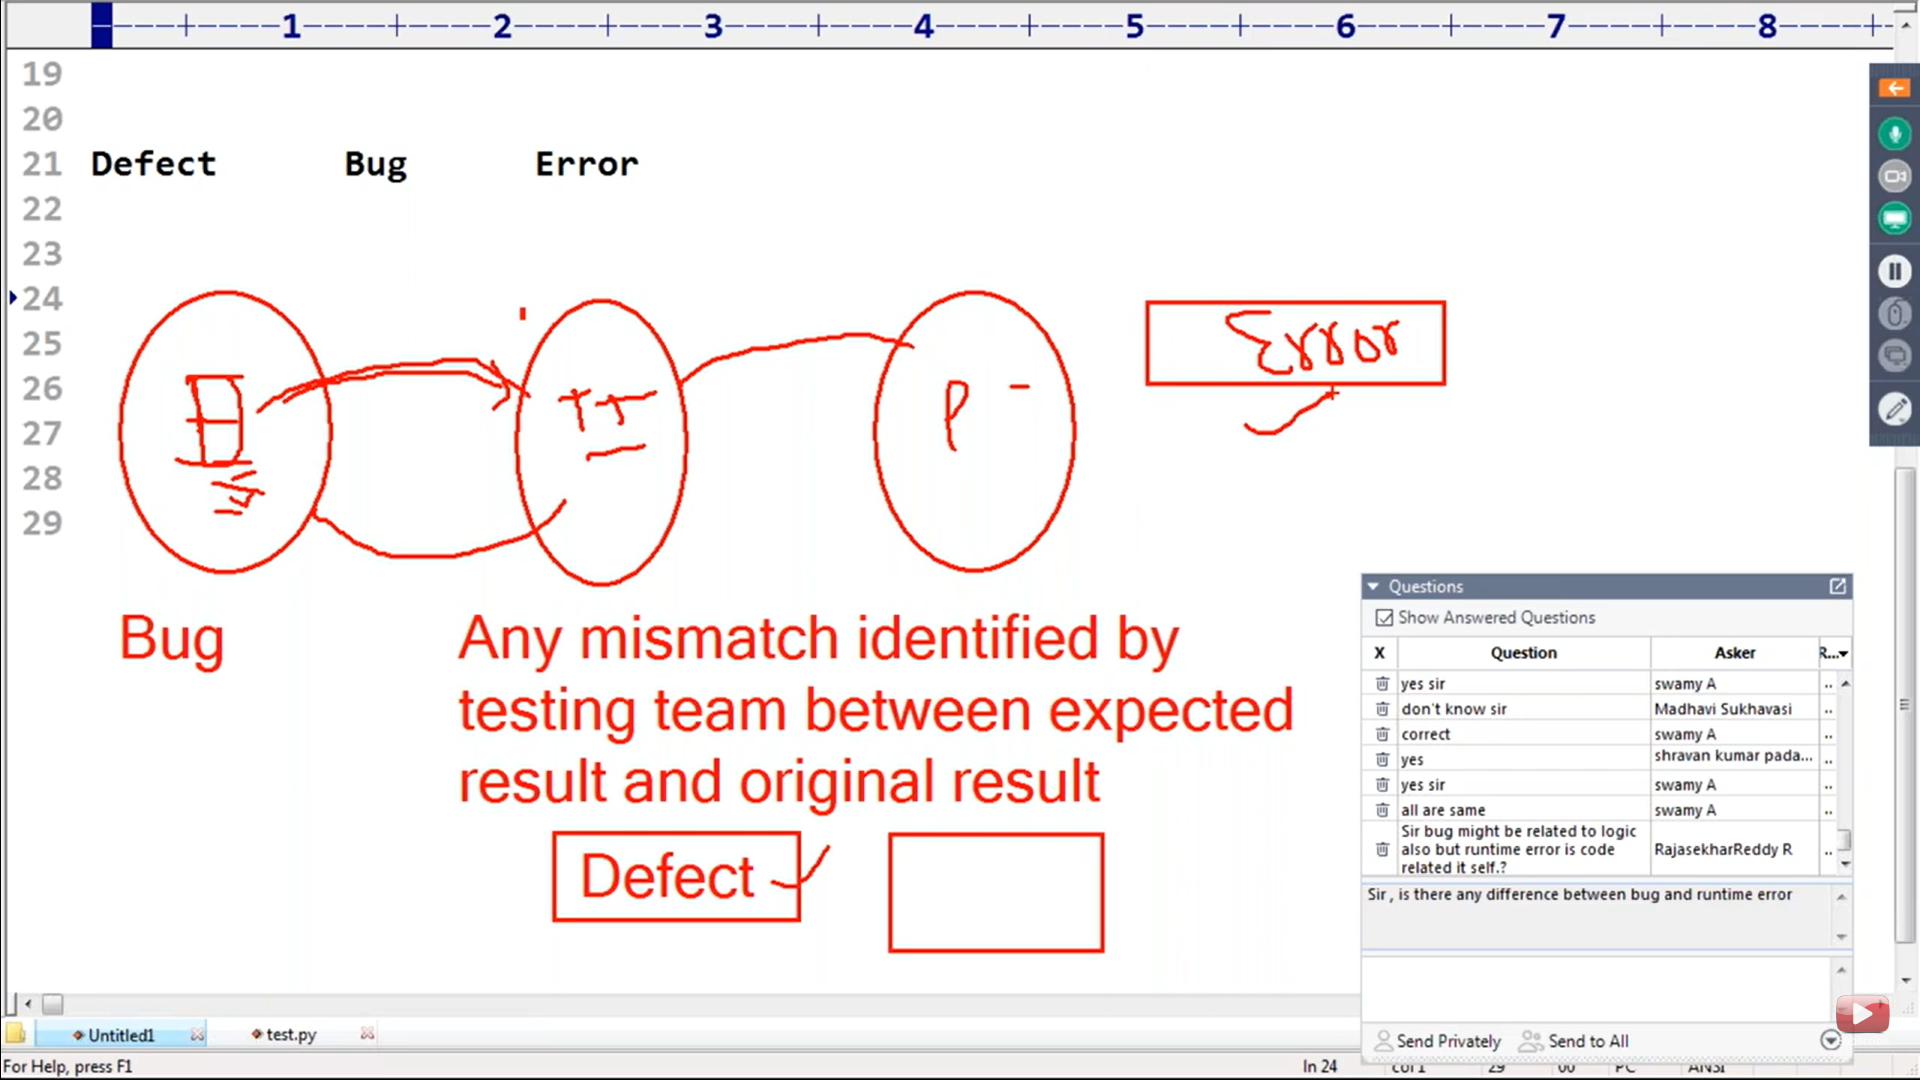 1 2 3 4 5 6 7 8
19
20
21 Defect Bug Error
22
23
24
25
26
27
28
29
Error
TT
P
Bug
Any mismatch identified by
testing team between expected
result and original result
Defect
Questions
Show Answered Questions
X Question Asker R...
yes sir swamy A ..
don't know sir Madhavi Sukhavasi ..
correct swamy A ..
yes shravan kumar pada... ..
yes sir swamy A ..
all are same swamy A ..
Sir bug might be related to logic
also but runtime error is code
related it self.? RajasekharReddy R ..
Sir , is there any difference between bug and runtime error
Send Privately Send to All
Untitled1 test.py
For Help, press F1 ln 24 col 1 29 00 PC ANSI